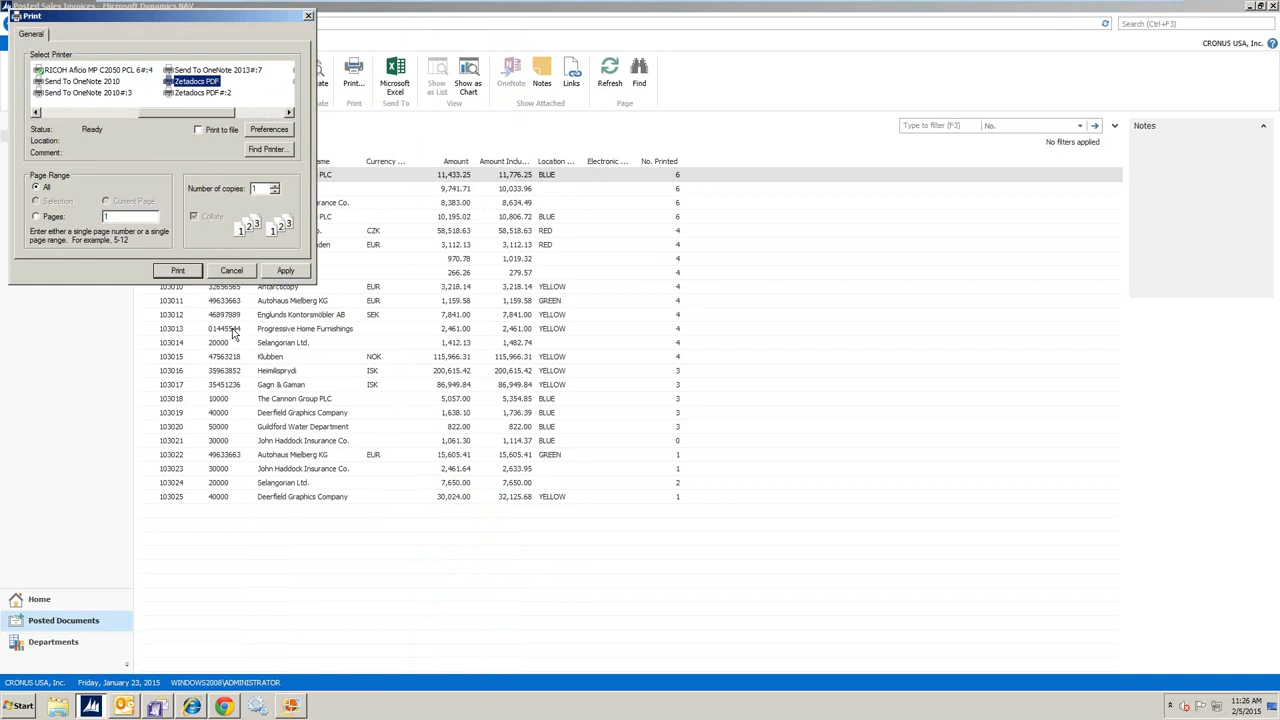 Posted Sales Invoices - Microsoft Dynamics NAV
Print
General
Select Printer
RICOH Aficio MP C2050 PCL 6#:4
Send To OneNote 2013#:7
Send To OneNote 2010
Zetadocs PDF
Send To OneNote 2010#:3
Zetadocs PDF#:2
Status: Ready
Print to file
Preferences
Location:
Comment:
Find Printer...
Page Range
All
Selection
Current Page
Pages: 1
Enter either a single page number or a single
page range. For example, 5-12
Number of copies: 1
Collate
1 2 3 1 2 3
Print
Cancel
Apply
Search (Ctrl+F3)
CRONUS USA, Inc.
Print...
Microsoft
Excel
Show
as List
Show as
Chart
OneNote
Notes
Links
Refresh
Find
Print
Send To
View
Show Attached
Page
Type to filter (F3)
No.
No filters applied
Notes
Currency ... Amount Amount Inclu... Location ... Electronic ... No. Printed
PLC 11,433.25 11,776.25 BLUE 6
9,741.71 10,033.96 6
ce Co. 8,383.00 8,634.49 6
PLC 10,195.02 10,806.72 BLUE 6
CZK 58,518.63 58,518.63 RED 4
EUR 3,112.13 3,112.13 RED 4
970.78 1,019.32 4
266.26 279.57 4
103010 32656565 Antarcticopy EUR 3,218.14 3,218.14 YELLOW 4
103011 49633663 Autohaus Mielberg KG EUR 1,159.58 1,159.58 GREEN 4
103012 46897889 Englunds Kontorsmöbler AB SEK 7,841.00 7,841.00 YELLOW 4
103013 01445544 Progressive Home Furnishings 2,461.00 2,461.00 YELLOW 4
103014 20000 Selangorian Ltd. 1,412.13 1,482.74 YELLOW 4
103015 47563218 Klubben NOK 115,966.31 115,966.31 YELLOW 4
103016 35963852 Heimilisprydi ISK 200,615.42 200,615.42 YELLOW 3
103017 35451236 Gagn & Gaman ISK 86,949.84 86,949.84 YELLOW 3
103018 10000 The Cannon Group PLC 5,057.00 5,354.85 BLUE 3
103019 40000 Deerfield Graphics Company 1,638.10 1,736.39 BLUE 3
103020 50000 Guildford Water Department 822.00 822.00 BLUE 3
103021 30000 John Haddock Insurance Co. 1,061.30 1,114.37 BLUE 0
103022 49633663 Autohaus Mielberg KG EUR 15,605.41 15,605.41 GREEN 1
103023 30000 John Haddock Insurance Co. 2,461.64 2,633.95 1
103024 20000 Selangorian Ltd. 7,650.00 7,650.00 2
103025 40000 Deerfield Graphics Company 30,024.00 32,125.68 YELLOW 1
Home
Posted Documents
Departments
CRONUS USA, Inc. Friday, January 23, 2015 WINDOWS2008\ADMINISTRATOR
Start
11:26 AM
2/5/2015